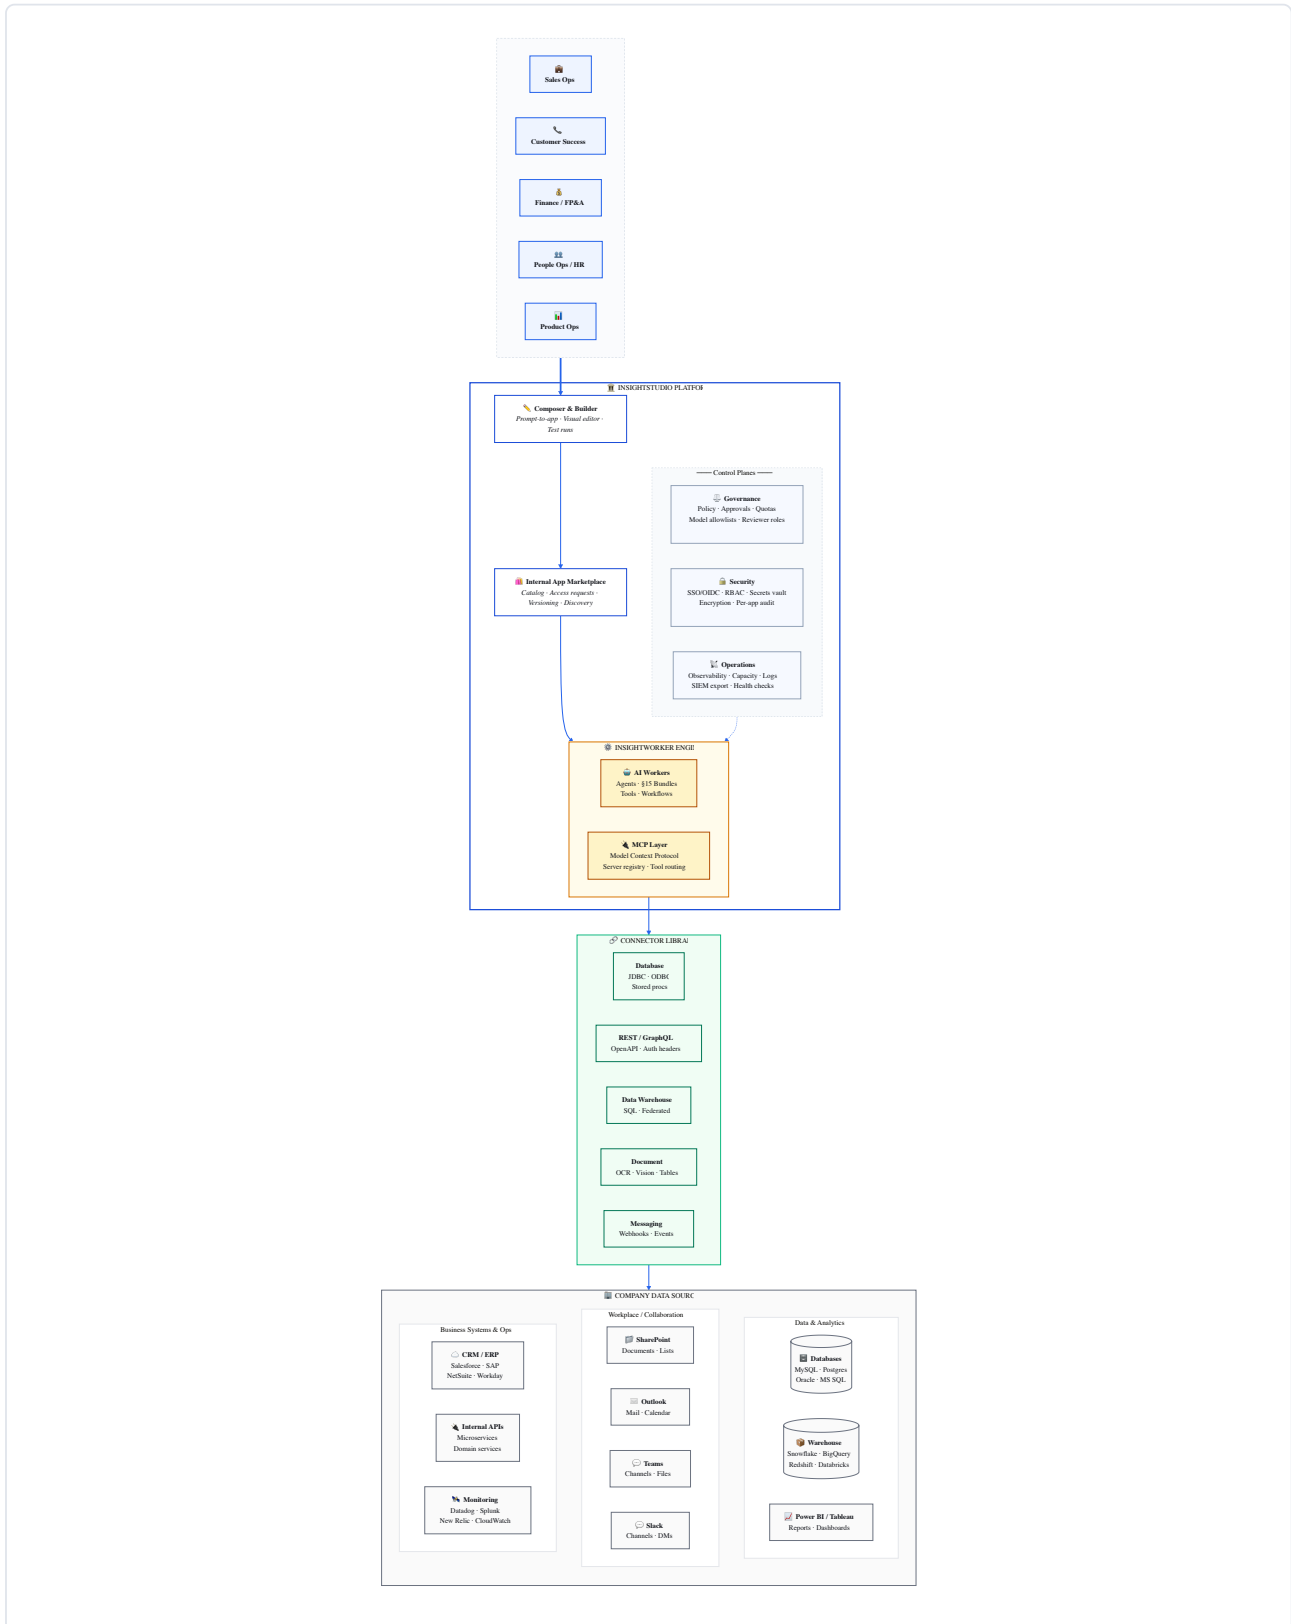 Sales Ops
Customer Success
Finance / FP&A
People Ops / HR
Product Ops
INSIGHTSTUDIO PLATFOR
Composer & Builder
Prompt-to-app · Visual editor ·
Test runs
Control Planes
Governance
Policy · Approvals · Quotas
Model allowlists · Reviewer roles
Internal App Marketplace
Catalog · Access requests ·
Versioning · Discovery
Security
SSO/OIDC · RBAC · Secrets vault
Encryption · Per-app audit
Operations
Observability · Capacity · Logs
SIEM export · Health checks
INSIGHTWORKER ENGI
AI Workers
Agents · §15 Bundles
Tools · Workflows
MCP Layer
Model Context Protocol
Server registry · Tool routing
CONNECTOR LIBRA
Database
JDBC · ODBC
Stored procs
REST / GraphQL
OpenAPI · Auth headers
Data Warehouse
SQL · Federated
Document
OCR · Vision · Tables
Messaging
Webhooks · Events
COMPANY DATA SOURC
Business Systems & Ops
CRM / ERP
Salesforce · SAP
NetSuite · Workday
Internal APIs
Microservices
Domain services
Monitoring
Datadog · Splunk
New Relic · CloudWatch
Workplace / Collaboration
SharePoint
Documents · Lists
Outlook
Mail · Calendar
Teams
Channels · Files
Slack
Channels · DMs
Data & Analytics
Databases
MySQL · Postgres
Oracle · MS SQL
Warehouse
Snowflake · BigQuery
Redshift · Databricks
Power BI / Tableau
Reports · Dashboards